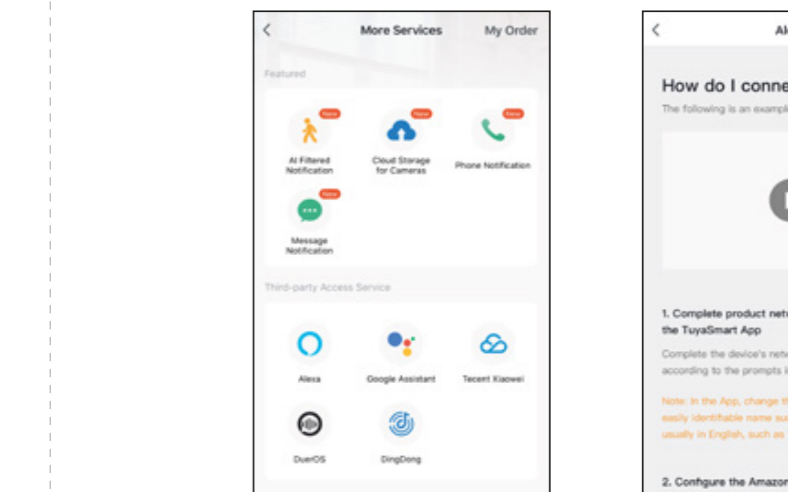 More Services
My Order
Featured
New
New
New
AI Filtered
Notification
Cloud Storage
for Cameras
Phone Notification
New
Message
Notification
Third-party Access Service
Alexa
Google Assistant
Tecent Xiaowei
DuerOS
DingDong
How do I conne
The following is an example
1. Complete product netw
the TuyaSmart App
Complete the device's netw
according to the prompts i
Note: In the App, change th
easily identifiable name suc
usually in English, such as
2. Configure the Amazon